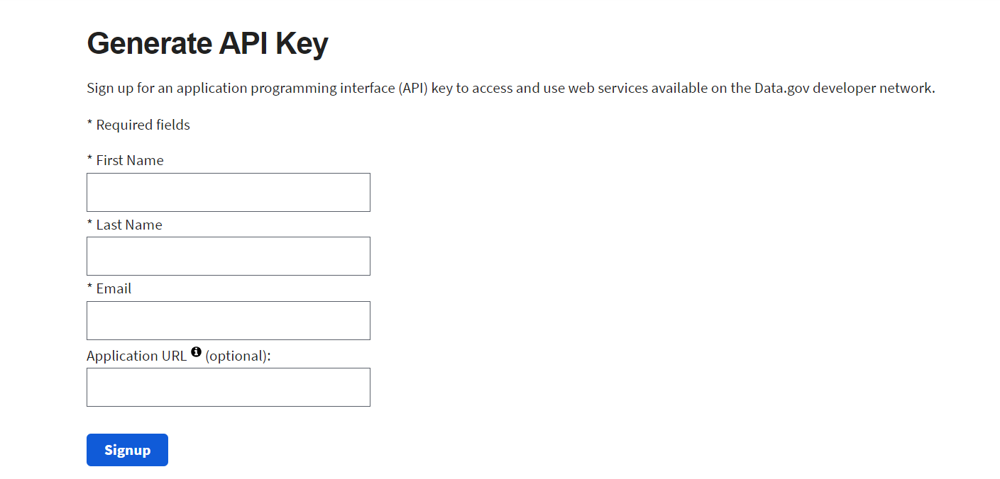 Generate API Key
Sign up for an application programming interface (API) key to access and use web services available on the Data.gov developer network.
* Required fields
* First Name
* Last Name
* Email
Application URL (optional):
Signup